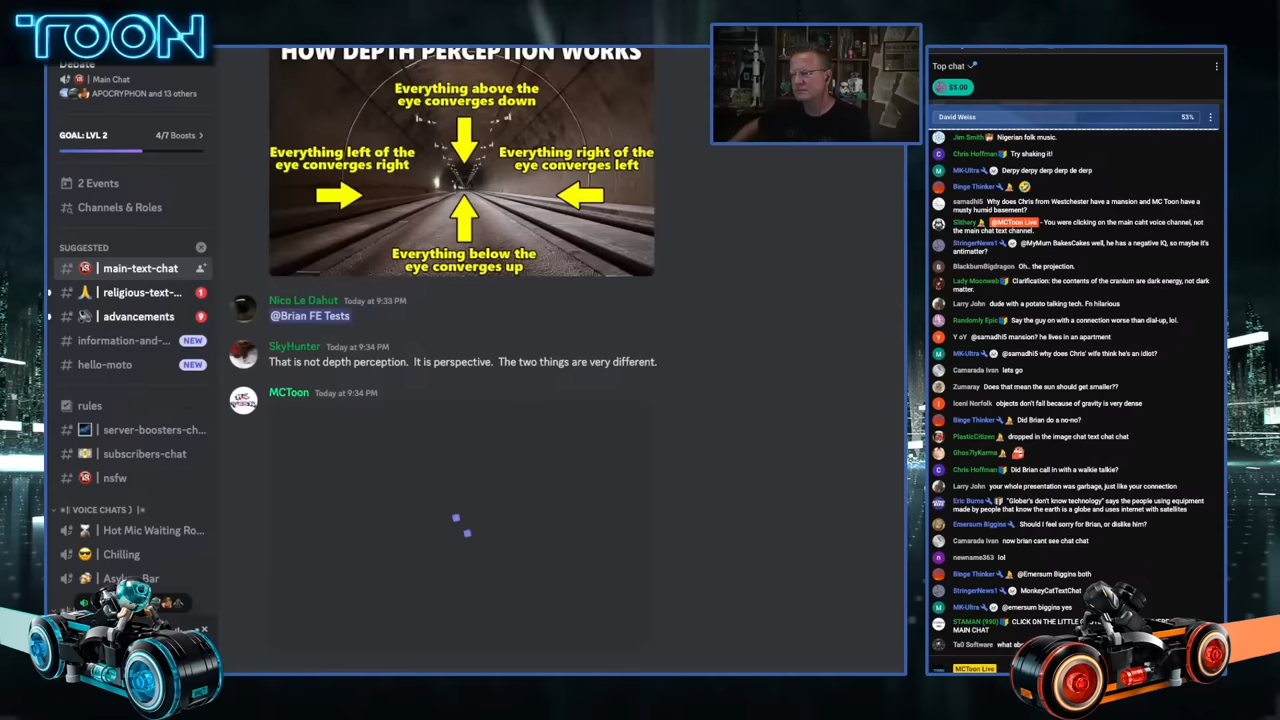 TOON
Debate
Main Chat
APOCRYPHON and 13 others
GOAL: LVL 2
4/7 Boosts >
2 Events
Channels & Roles
SUGGESTED
# | main-text-chat
# | religious-text-...
1
# | advancements
9
# information-and-...
NEW
# hello-moto
NEW
rules
# | server-boosters-ch...
# | subscribers-chat
# | nsfw
VOICE CHATS
| Hot Mic Waiting Ro...
| Chilling
HOW DEPTH PERCEPTION WORKS
Everything above the
eye converges down
Everything left of the
eye converges right
Everything right of the
eye converges left
Everything below the
eye converges up
Nico Le Dahut Today at 9:33 PM
@Brian FE Tests
SkyHunter Today at 9:34 PM
That is not depth perception. It is perspective. The two things are very different.
MCToon Today at 9:34 PM
Top chat
$5.00
David Weiss
53%
Jim Smith Nigerian folk music.
Chris Hoffman Try shaking it!
MK-Ultra Derpy derpy derp derp de derp
Binge Thinker
samadhi5 Why does Chris from Westchester have a mansion and MC Toon have a
musty humid basement?
Slithery @MCToon Live - You were clicking on the main caht voice channel, not
the main chat text channel.
StringerNews1 @MyMum BakesCakes well, he has a negative IQ, so maybe it's
antimatter?
BlackburnBigdragon Oh.. the projection.
Lady Moonweb Clarification: the contents of the cranium are dark energy, not dark
matter.
Larry John dude with a potato talking tech. Fn hilarious
Randomly Epic Say the guy on with a connection worse than dial-up, lol.
Y oY @samadhi5 mansion? he lives in an apartment
MK-Ultra @samadhi5 why does Chris' wife think he's an idiot?
Camarada Ivan lets go
Zumaray Does that mean the sun should get smaller??
Iceni Norfolk objects don't fall because of gravity is very dense
Binge Thinker Did Brian do a no-no?
PlasticCitizen dropped in the image chat text chat chat
Ghos7lyKarma
Chris Hoffman Did Brian call in with a walkie talkie?
Larry John your whole presentation was garbage, just like your connection
Eric Burns "Glober's don't know technology" says the people using equipment
made by people that know the earth is a globe and uses internet with satellites
Emersum Biggins Should I feel sorry for Brian, or dislike him?
Camarada Ivan now brian cant see chat chat
newname363 lol
Binge Thinker @Emersum Biggins both
StringerNews1 MonkeyCatTextChat
MK-Ultra @emersum biggins yes
STAMAN (990) CLICK ON THE LITTLE
MAIN CHAT
Ta0 Software what
MCToon Live